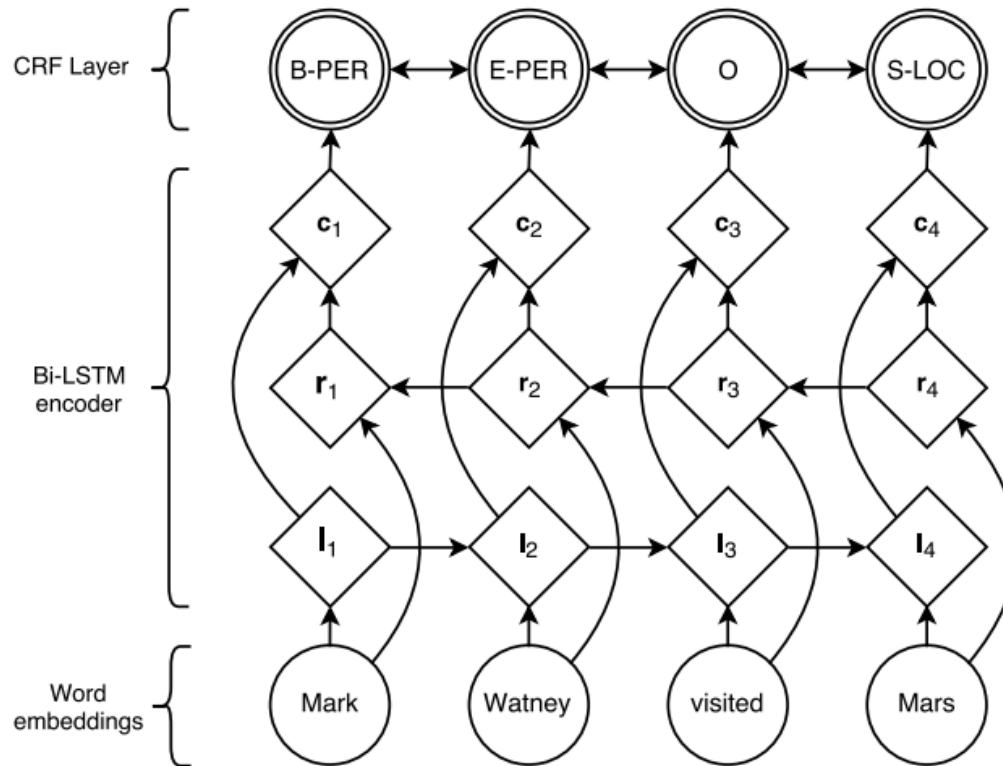 CRF Layer
B-PER
E-PER
O
S-LOC
c1
c2
c3
c4
Bi-LSTM
encoder
r1
r2
r3
r4
l1
l2
l3
l4
Word
embeddings
Mark
Watney
visited
Mars